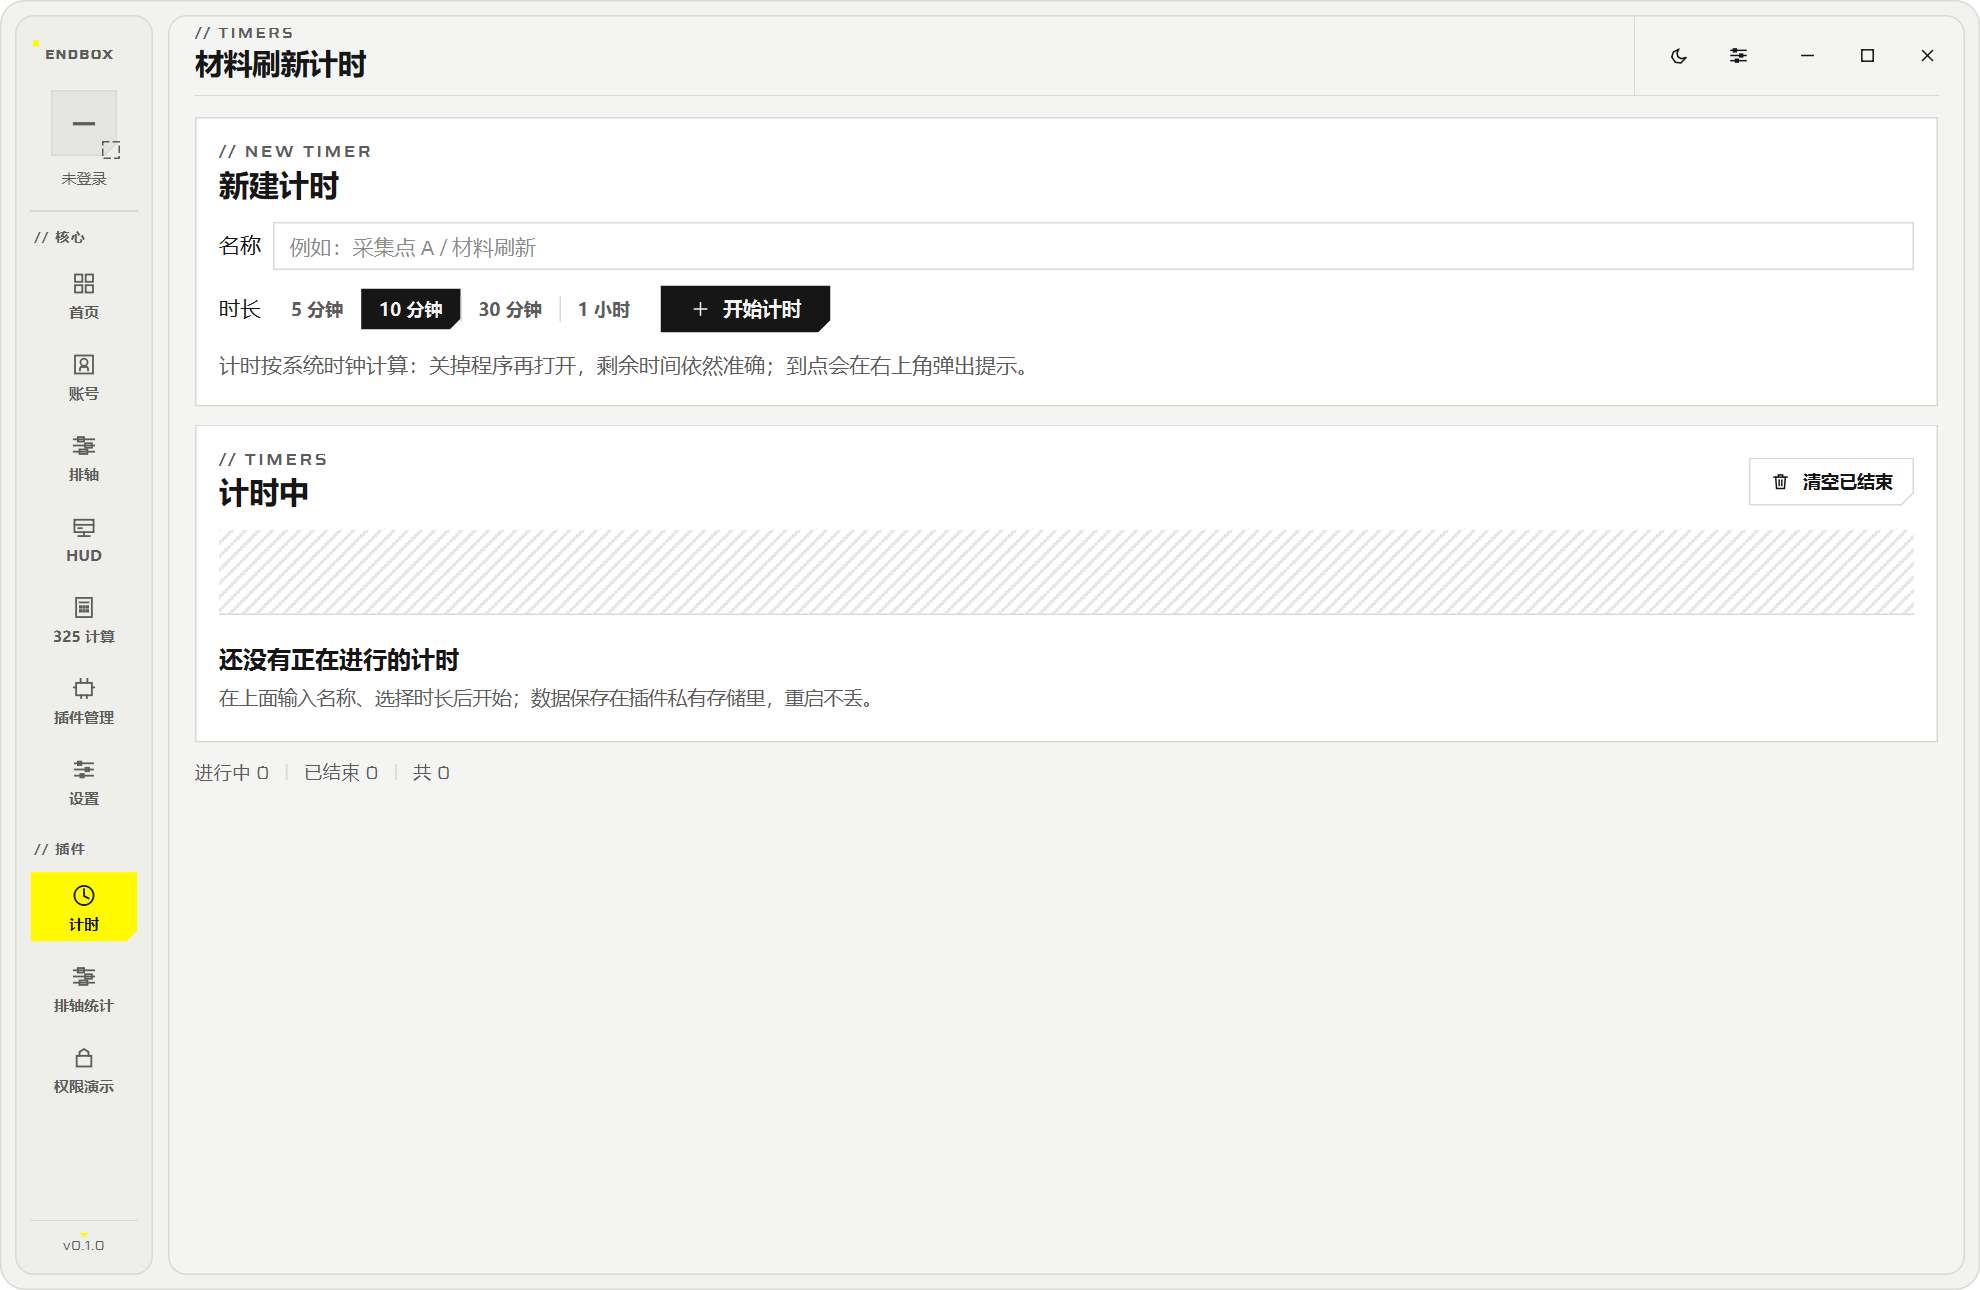 ENDBOX
未登录
// 核心
首页
账号
排轴
HUD
325 计算
插件管理
设置
// 插件
计时
排轴统计
权限演示
v0.1.0
// TIMERS
材料刷新计时
// NEW TIMER
新建计时
名称 例如：采集点 A / 材料刷新
时长 5 分钟 10 分钟 30 分钟 1 小时 开始计时
计时按系统时钟计算：关掉程序再打开，剩余时间依然准确；到点会在右上角弹出提示。
// TIMERS
计时中
清空已结束
还没有正在进行的计时
在上面输入名称、选择时长后开始；数据保存在插件私有存储里，重启不丢。
进行中 0 已结束 0 共 0